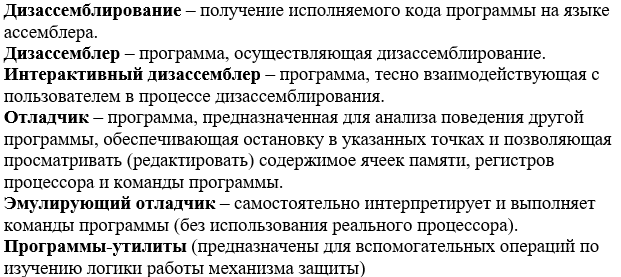 Дизассемблирование – получение исполняемого кода программы на языке
ассемблера.
Дизассемблер – программа, осуществляющая дизассемблирование.
Интерактивный дизассемблер – программа, тесно взаимодействующая с
пользователем в процессе дизассемблирования.
Отладчик – программа, предназначенная для анализа поведения другой
программы, обеспечивающая остановку в указанных точках и позволяющая
просматривать (редактировать) содержимое ячеек памяти, регистров
процессора и команды программы.
Эмулирующий отладчик – самостоятельно интерпретирует и выполняет
команды программы (без использования реального процессора).
Программы-утилиты (предназначены для вспомогательных операций по
изучению логики работы механизма защиты)